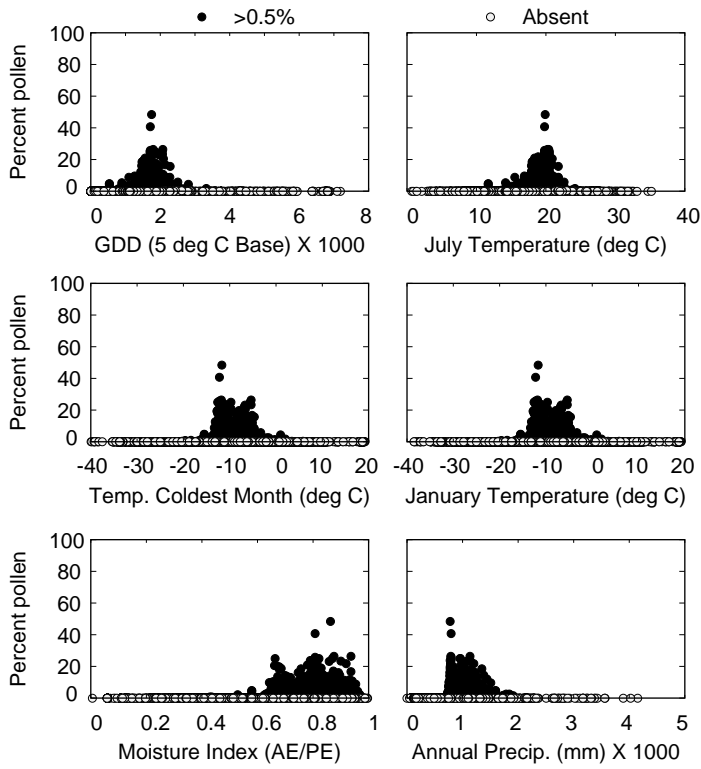 >0.5% Absent
100
80
60
40
20
0
Percent pollen
0 2 4 6 8
GDD (5 deg C Base) X 1000
0 10 20 30 40
July Temperature (deg C)
100
80
60
40
20
0
Percent pollen
-40 -30 -20 -10 0 10 20
Temp. Coldest Month (deg C)
-40 -30 -20 -10 0 10 20
January Temperature (deg C)
100
80
60
40
20
0
Percent pollen
0 0.2 0.4 0.6 0.8 1
Moisture Index (AE/PE)
0 1 2 3 4 5
Annual Precip. (mm) X 1000